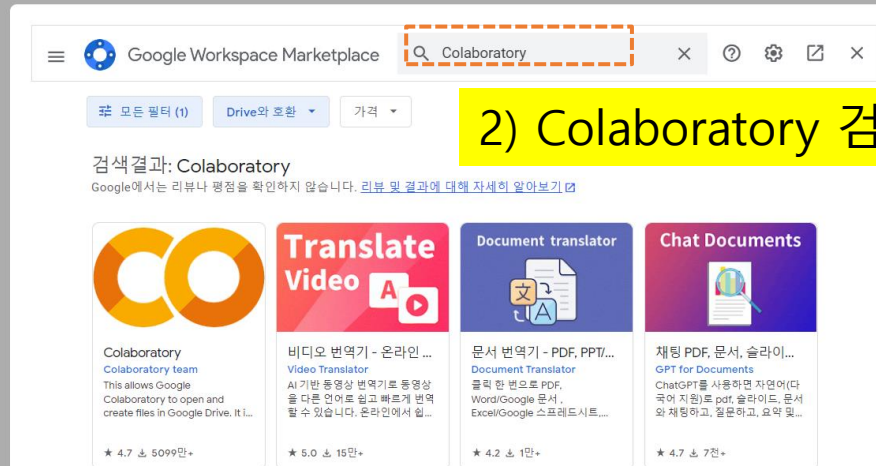 Google Workspace Marketplace
Colaboratory
모든 필터 (1)
Drive와 호환
가격
2) Colaboratory
검색결과: Colaboratory
Google에서는 리뷰나 평점을 확인하지 않습니다. 리뷰 및 결과에 대해 자세히 알아보기
Translate
Video
A
Document translator
文
A
Chat Documents
Colaboratory
Colaboratory team
This allows Google
Colaboratory to open and
create files in Google Drive. It i...
★ 4.7 5099만+
비디오 번역기 - 온라인 ...
Video Translator
AI 기반 동영상 번역기로 동영상
을 다른 언어로 쉽고 빠르게 번역
할 수 있습니다. 온라인에서 쉽...
★ 5.0 15만+
문서 번역기 - PDF, PPT/...
Document Translator
클릭 한 번으로 PDF,
Word/Google 문서 ,
Excel/Google 스프레드시트,...
★ 4.2 1만+
채팅 PDF, 문서, 슬라이...
GPT for Documents
ChatGPT를 사용하면 자연어(다
국어 지원)로 pdf, 슬라이드, 문서
와 채팅하고, 질문하고, 요약 및...
★ 4.7 7천+